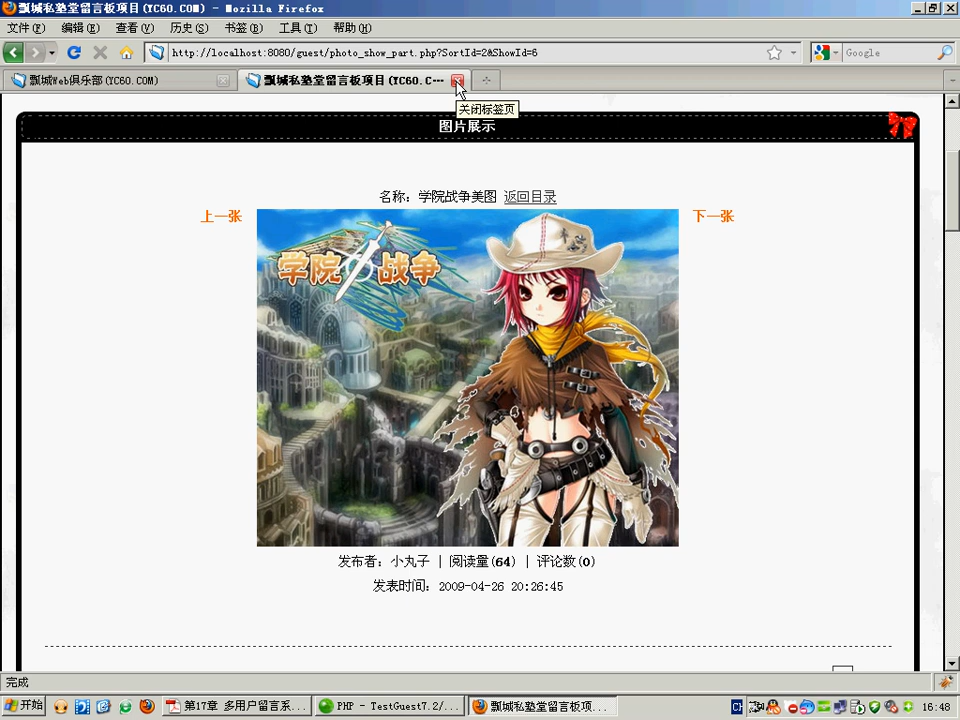 瓢城私塾堂留言板项目(YC60.COM) - Mozilla Firefox
文件(F) 编辑(E) 查看(V) 历史(S) 书签(B) 工具(T) 帮助(H)
http://localhost:8080/guest/photo_show_part.php?SortId=2&ShowId=6
Google
瓢城Web俱乐部(YC60.COM)
瓢城私塾堂留言板项目(YC60.C...
关闭标签页
图片展示
名称：学院战争美图 返回目录
上一张
下一张
学院战争
发布者：小丸子 | 阅读量(64) | 评论数(0)
发表时间：2009-04-26 20:26:45
完成
开始
第17章 多用户留言系...
PHP - TestGuest7.2/...
瓢城私塾堂留言板项...
CH
16:48